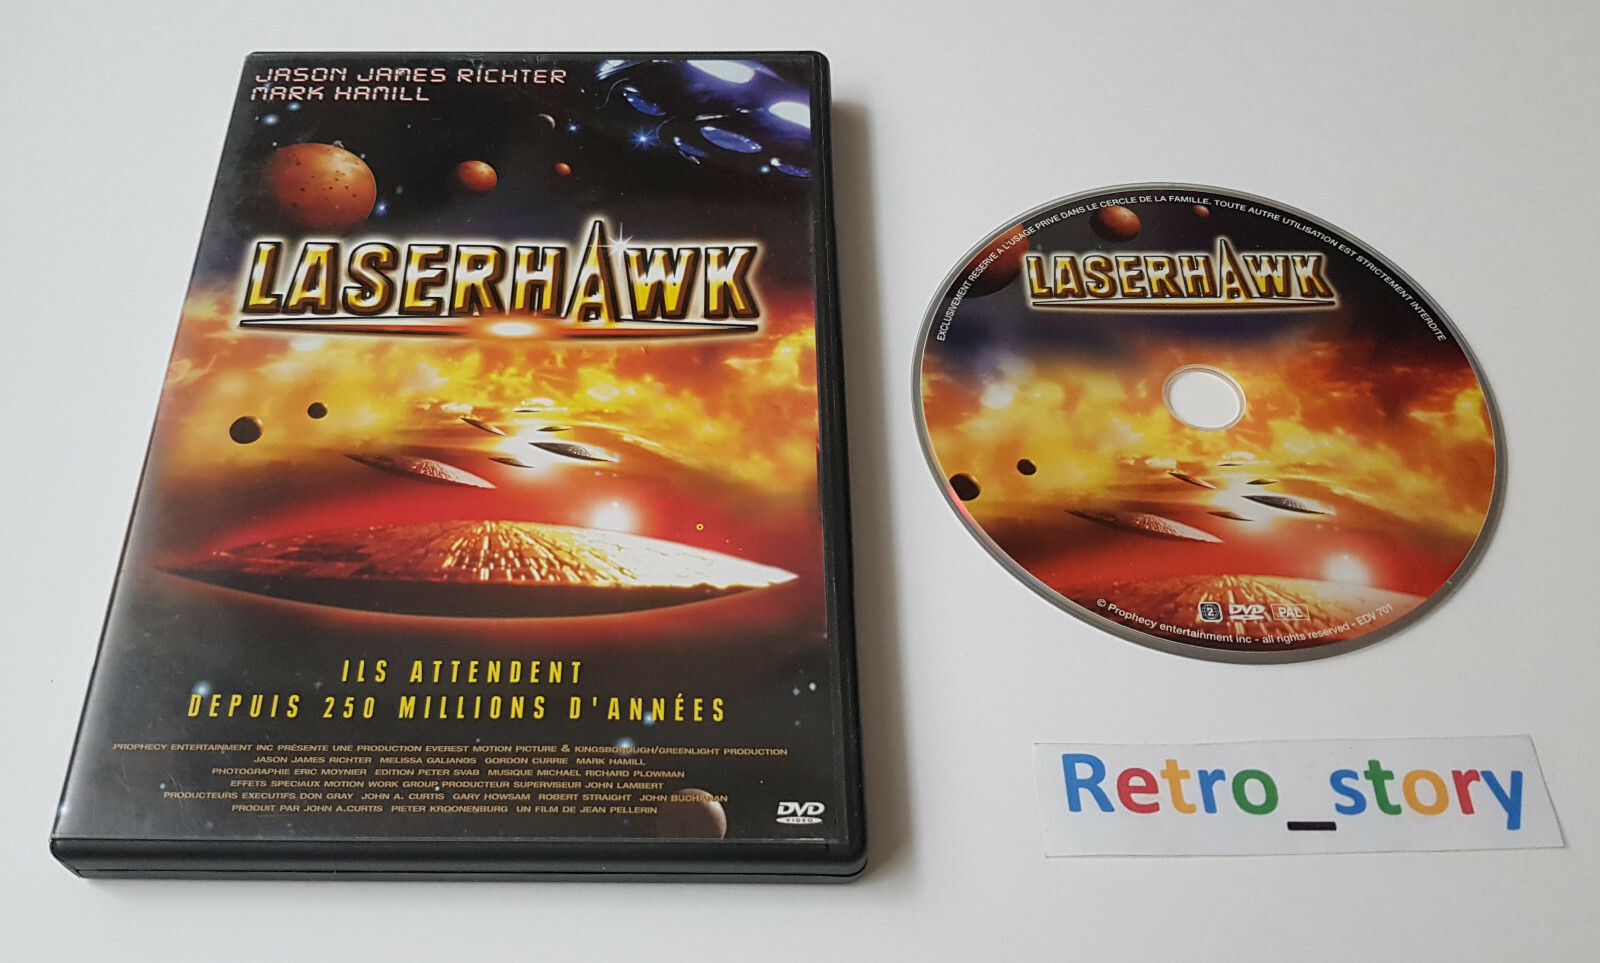 JASON JAMES RICHTER
MARK HAMILL
LASERHAWK
ILS ATTENDENT
DEPUIS 250 MILLIONS D'ANNÉES
PROPHECY ENTERTAINMENT INC PRÉSENTE UNE PRODUCTION EVEREST MOTION PICTURE & KINGSBOROUGH/GREENLIGHT PRODUCTION
JASON JAMES RICHTER MELISSA GALIANOS GORDON CURRIE MARK HAMILL
PHOTOGRAPHIE ERIC MOYNIER EDITION PETER SVAB MUSIQUE MICHAEL RICHARD PLOWMAN
EFFETS SPECIAUX MOTION WORK GROUP PRODUCTEUR SUPERVISEUR JOHN LAMBERT
PRODUCTEURS EXECUTIFS DON GRAY JOHN A. CURTIS GARY HOWSAM ROBERT STRAIGHT JOHN BUCHANAN
PRODUIT PAR JOHN A.CURTIS PIETER KROONENBURG UN FILM DE JEAN PELLERIN
DVD
VIDEO
EXCLUSIVEMENT RESERVE A L'USAGE PRIVE DANS LE CERCLE DE LA FAMILLE. TOUTE AUTRE UTILISATION EST STRICTEMENT INTERDITE
LASERHAWK
2 DVD PAL
© Prophecy entertainment inc - all rights reserved - EDV 701
Retro_story